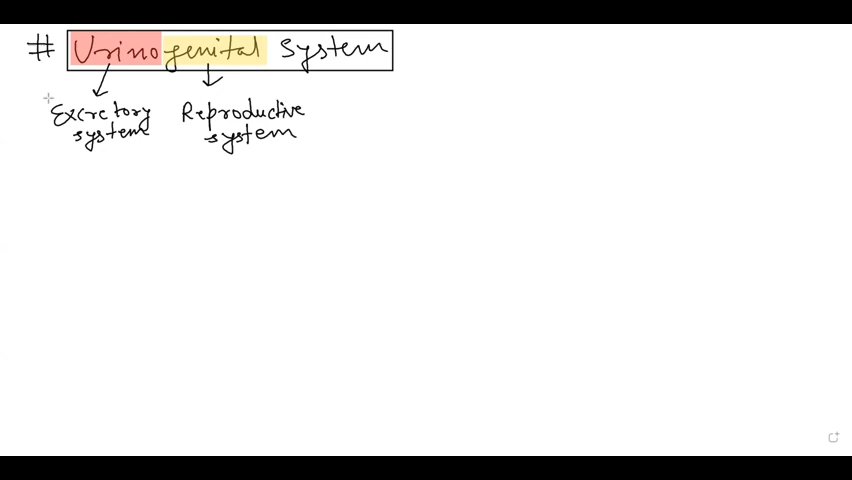 # Urinogenital system
Excretory system
Reproductive system